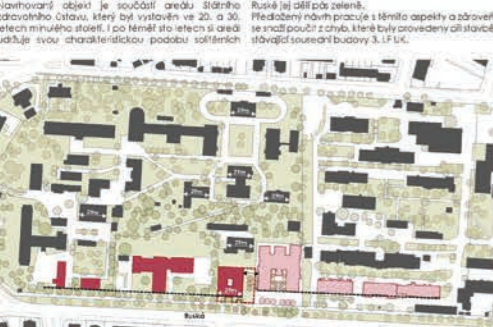 Navrhovaný objekt je součástí areálu Státního
zdravotního ústavu, který byl vystavěn ve 20. a 30.
letech minulého století. I po téměř sto letech si areál
udržuje svou charakteristickou podobu solitérních
Ruské jej dělí pás zeleně.
Předložený návrh pracuje s těmito aspekty a zároveň
se snaží poučit z chyb, které byly provedeny při stavbě
stávající sousední budovy 3. LF UK.
Ruská